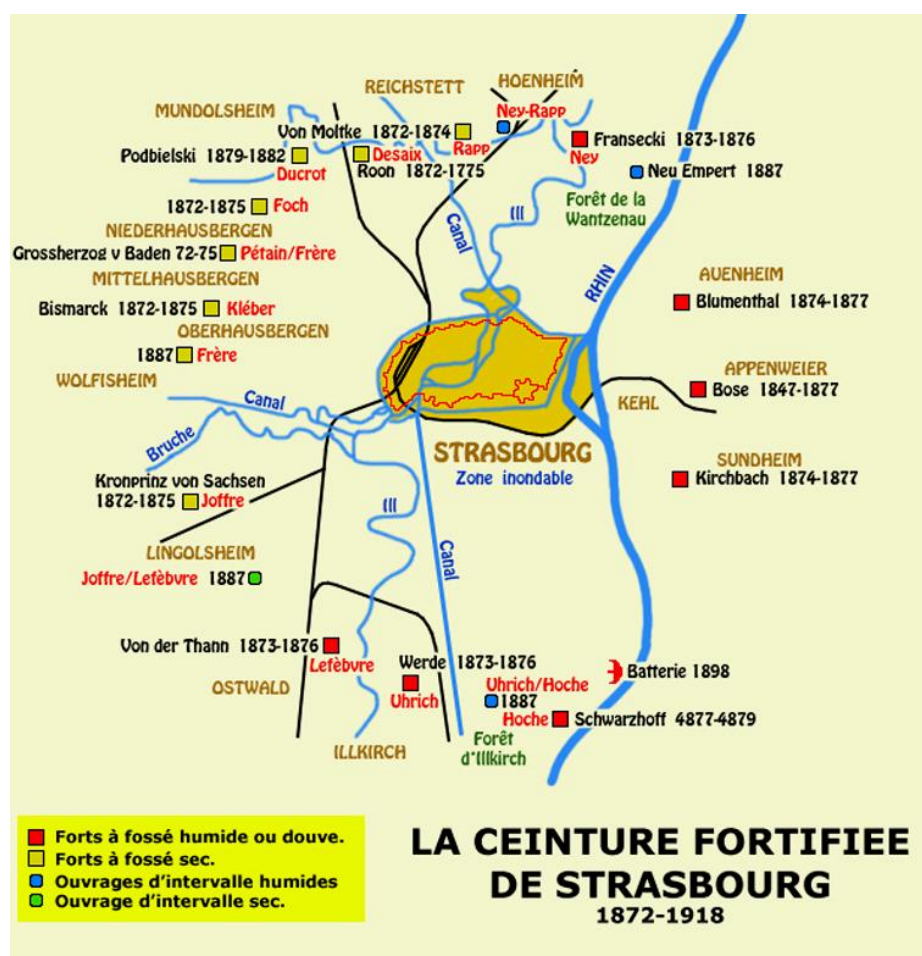 HOENHEIM
REICHSTETT
MUNDOLSHEIM
Ney-Rapp
Von Moltke 1872-1874
Rapp
Fransecki 1873-1876
Ney
Podbielski 1879-1882
Ducrot
Desaix
Roon 1872-1775
Neu Empert 1887
Forêt de la
Wantzenau
1872-1875
Foch
Canal
Ill
NIEDERHAUSBERGEN
Grossherzog v Baden 72-75
Pétain/Frère
RHIN
MITTELHAUSBERGEN
AUENHEIM
Bismarck 1872-1875
Kléber
Blumenthal 1874-1877
OBERHAUSBERGEN
1887
Frère
WOLFISHEIM
APPENWEIER
Bose 1847-1877
KEHL
Canal
Bruche
STRASBOURG
Zone inondable
SUNDHEIM
Kirchbach 1874-1877
Kronprinz von Sachsen
1872-1875
Joffre
Ill
Canal
LINGOLSHEIM
Joffre/Lefèbvre 1887
Von der Thann 1873-1876
Lefèbvre
Werde 1873-1876
Uhrich
Batterie 1898
OSTWALD
Uhrich/Hoche
1887
Hoche
Schwarzhoff 4877-4879
ILLKIRCH
Forêt
d'Illkirch
Forts à fossé humide ou douve.
Forts à fossé sec.
Ouvrages d'intervalle humides
Ouvrage d'intervalle sec.
LA CEINTURE FORTIFIEE
DE STRASBOURG
1872-1918